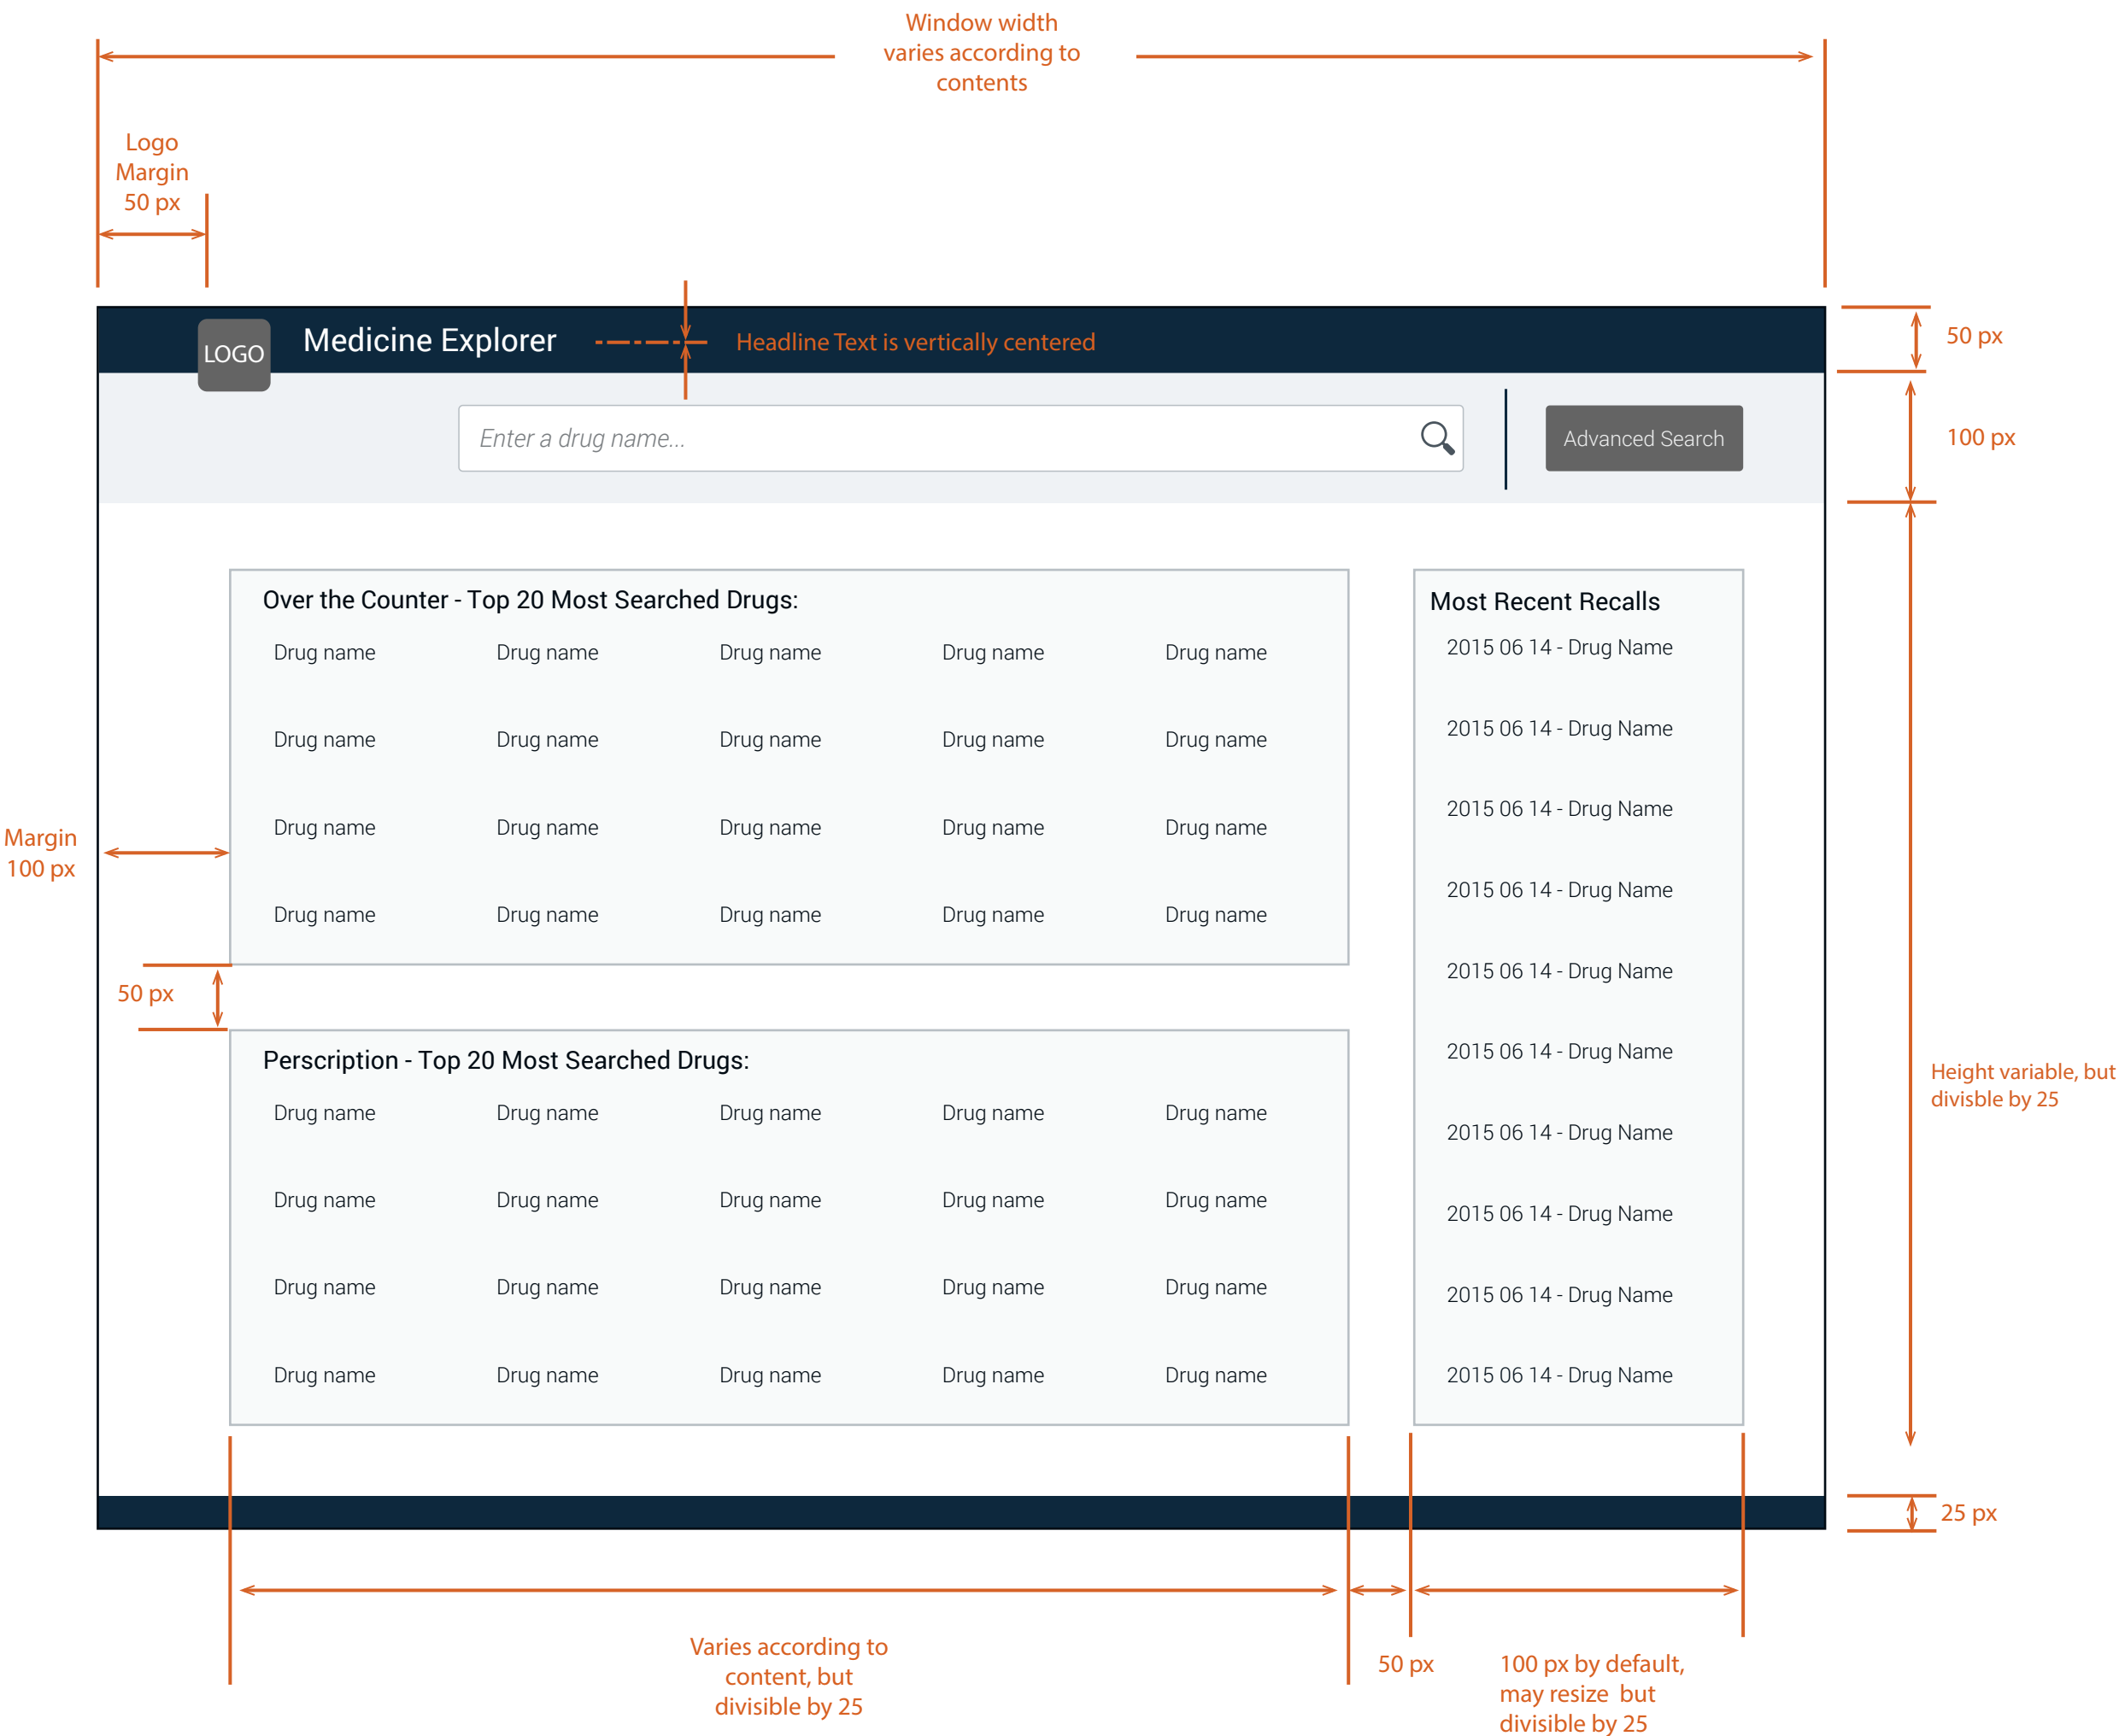 Window width
varies according to
contents
Logo
Margin
50 px
LOGO
Medicine Explorer
Headline Text is vertically centered
50 px
Enter a drug name...
Advanced Search
100 px
Over the Counter - Top 20 Most Searched Drugs:
Drug name Drug name Drug name Drug name Drug name
Drug name Drug name Drug name Drug name Drug name
Drug name Drug name Drug name Drug name Drug name
Drug name Drug name Drug name Drug name Drug name
Most Recent Recalls
2015 06 14 - Drug Name
2015 06 14 - Drug Name
2015 06 14 - Drug Name
2015 06 14 - Drug Name
2015 06 14 - Drug Name
2015 06 14 - Drug Name
2015 06 14 - Drug Name
2015 06 14 - Drug Name
2015 06 14 - Drug Name
2015 06 14 - Drug Name
Margin
100 px
50 px
Perscription - Top 20 Most Searched Drugs:
Drug name Drug name Drug name Drug name Drug name
Drug name Drug name Drug name Drug name Drug name
Drug name Drug name Drug name Drug name Drug name
Drug name Drug name Drug name Drug name Drug name
Height variable, but
divisble by 25
25 px
Varies according to
content, but
divisible by 25
50 px
100 px by default,
may resize but
divisible by 25